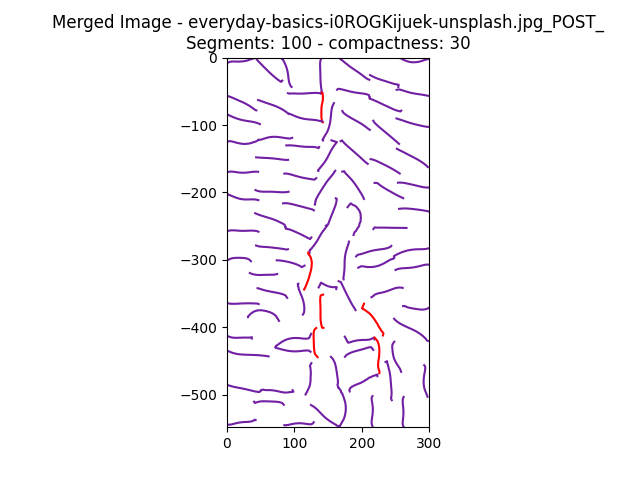 Merged Image - everyday-basics-i0ROGKijuek-unsplash.jpg_POST_
Segments: 100 - compactness: 30
0
−100
−200
−300
−400
−500
0 100 200 300